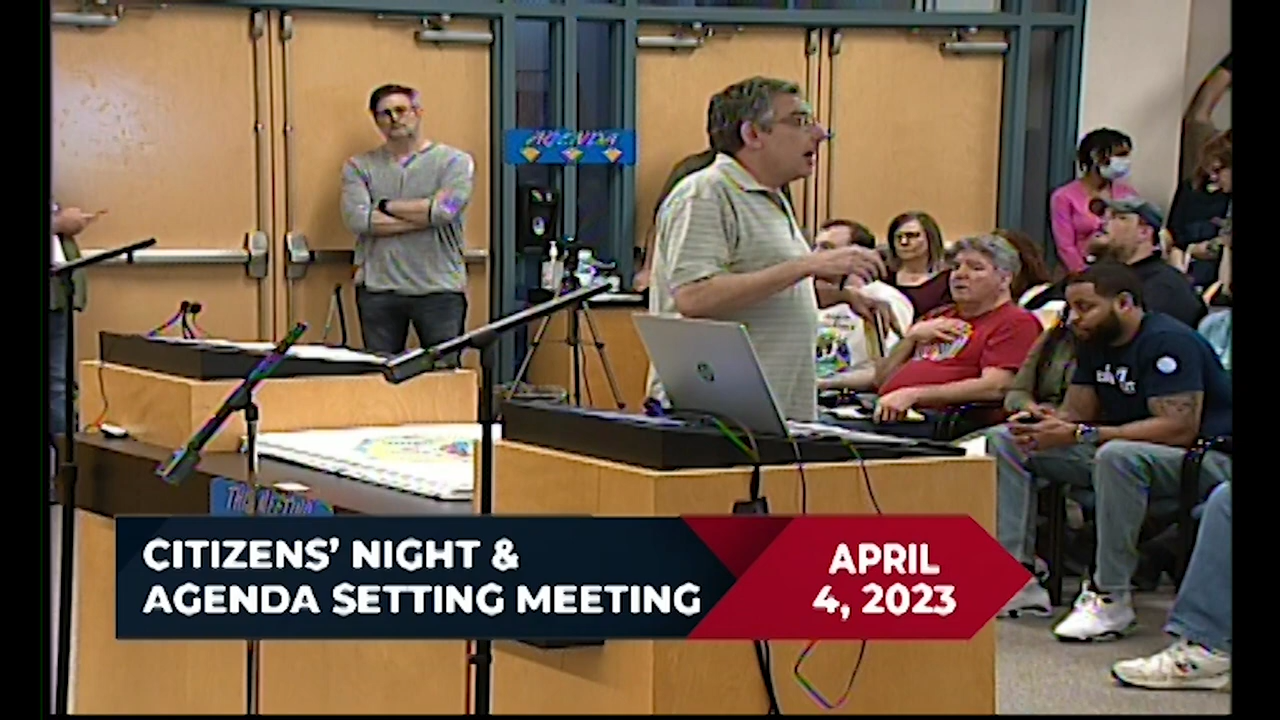 AGENDA
CITIZENS' NIGHT &
AGENDA SETTING MEETING
APRIL
4, 2023